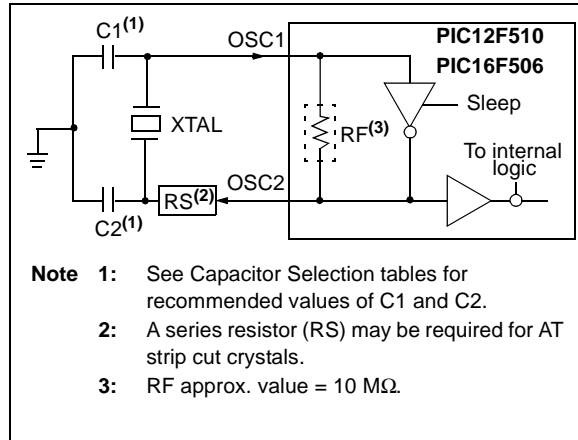 C1(1)
OSC1
PIC12F510
PIC16F506
Sleep
XTAL
RF(3)
To internal
logic
OSC2
RS(2)
C2(1)
Note 1: See Capacitor Selection tables for
recommended values of C1 and C2.
2: A series resistor (RS) may be required for AT
strip cut crystals.
3: RF approx. value = 10 MΩ.